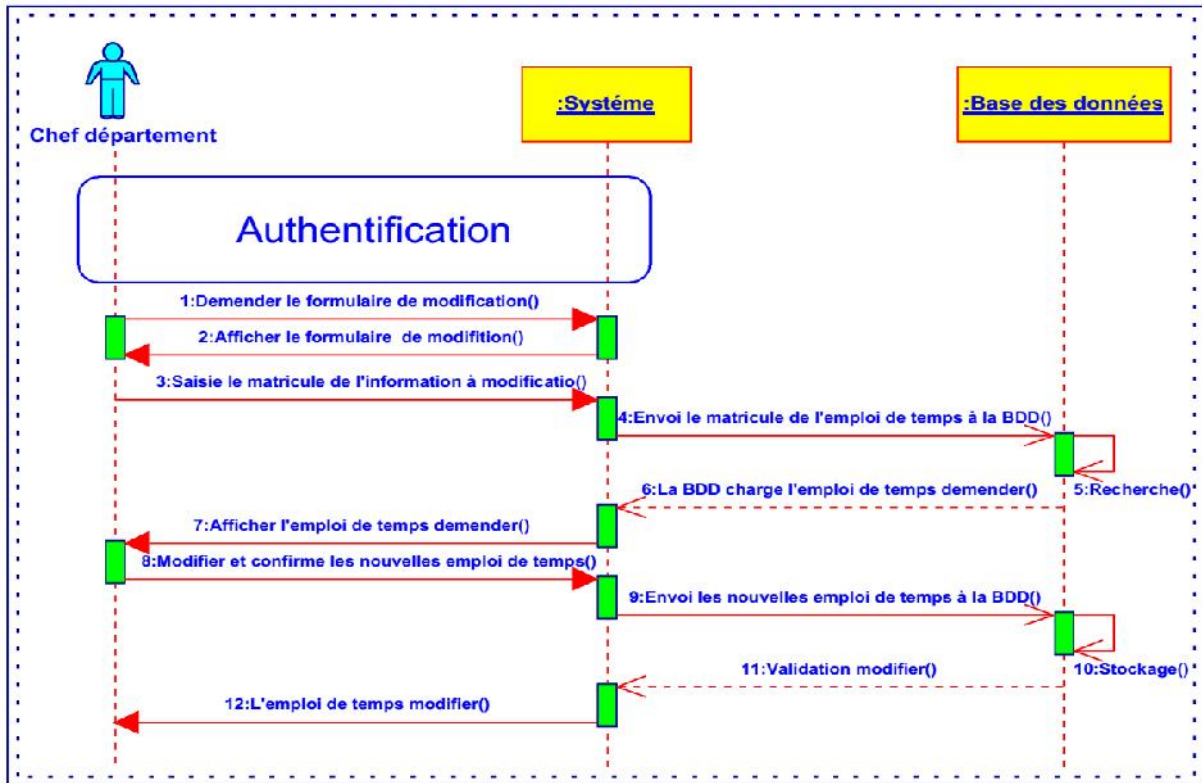 Chef département
:Systéme
:Base des données
Authentification
1:Demender le formulaire de modification()
2:Afficher le formulaire de modifition()
3:Saisie le matricule de l'information à modificatio()
4:Envoi le matricule de l'emploi de temps à la BDD()
5:Recherche()
6:La BDD charge l'emploi de temps demender()
7:Afficher l'emploi de temps demender()
8:Modifier et confirme les nouvelles emploi de temps()
9:Envoi les nouvelles emploi de temps à la BDD()
10:Stockage()
11:Validation modifier()
12:L'emploi de temps modifier()